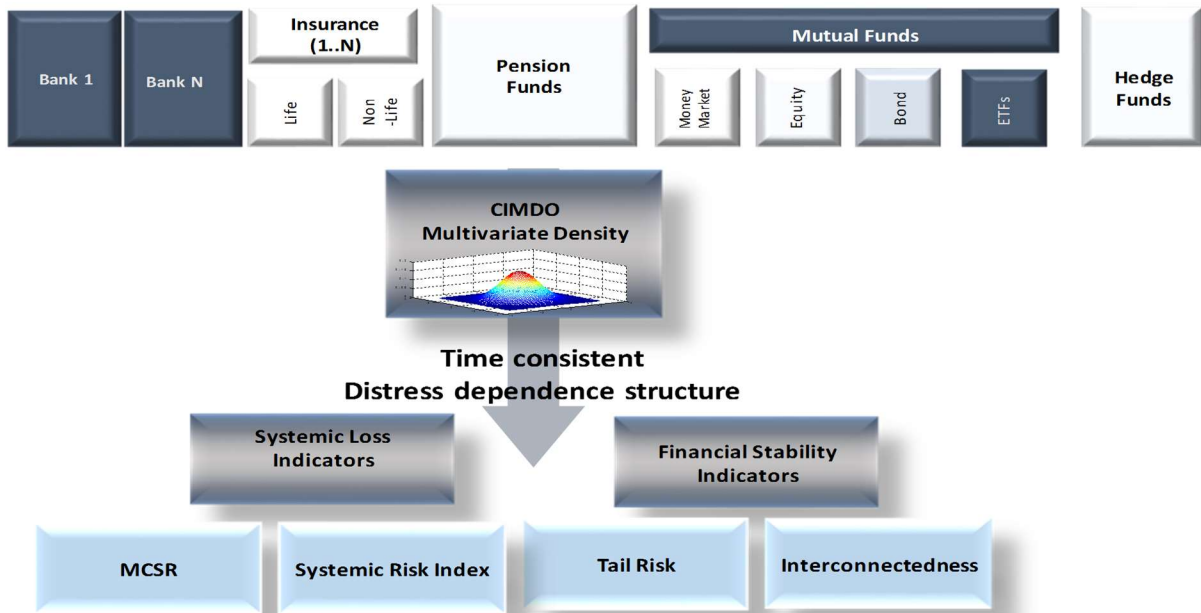 Bank 1
Bank N
Insurance
(1..N)
Life
Non
-Life
Pension
Funds
Mutual Funds
Money
Market
Equity
Bond
ETFs
Hedge
Funds
CIMDO
Multivariate Density
Time consistent
Distress dependence structure
Systemic Loss
Indicators
Financial Stability
Indicators
MCSR
Systemic Risk Index
Tail Risk
Interconnectedness